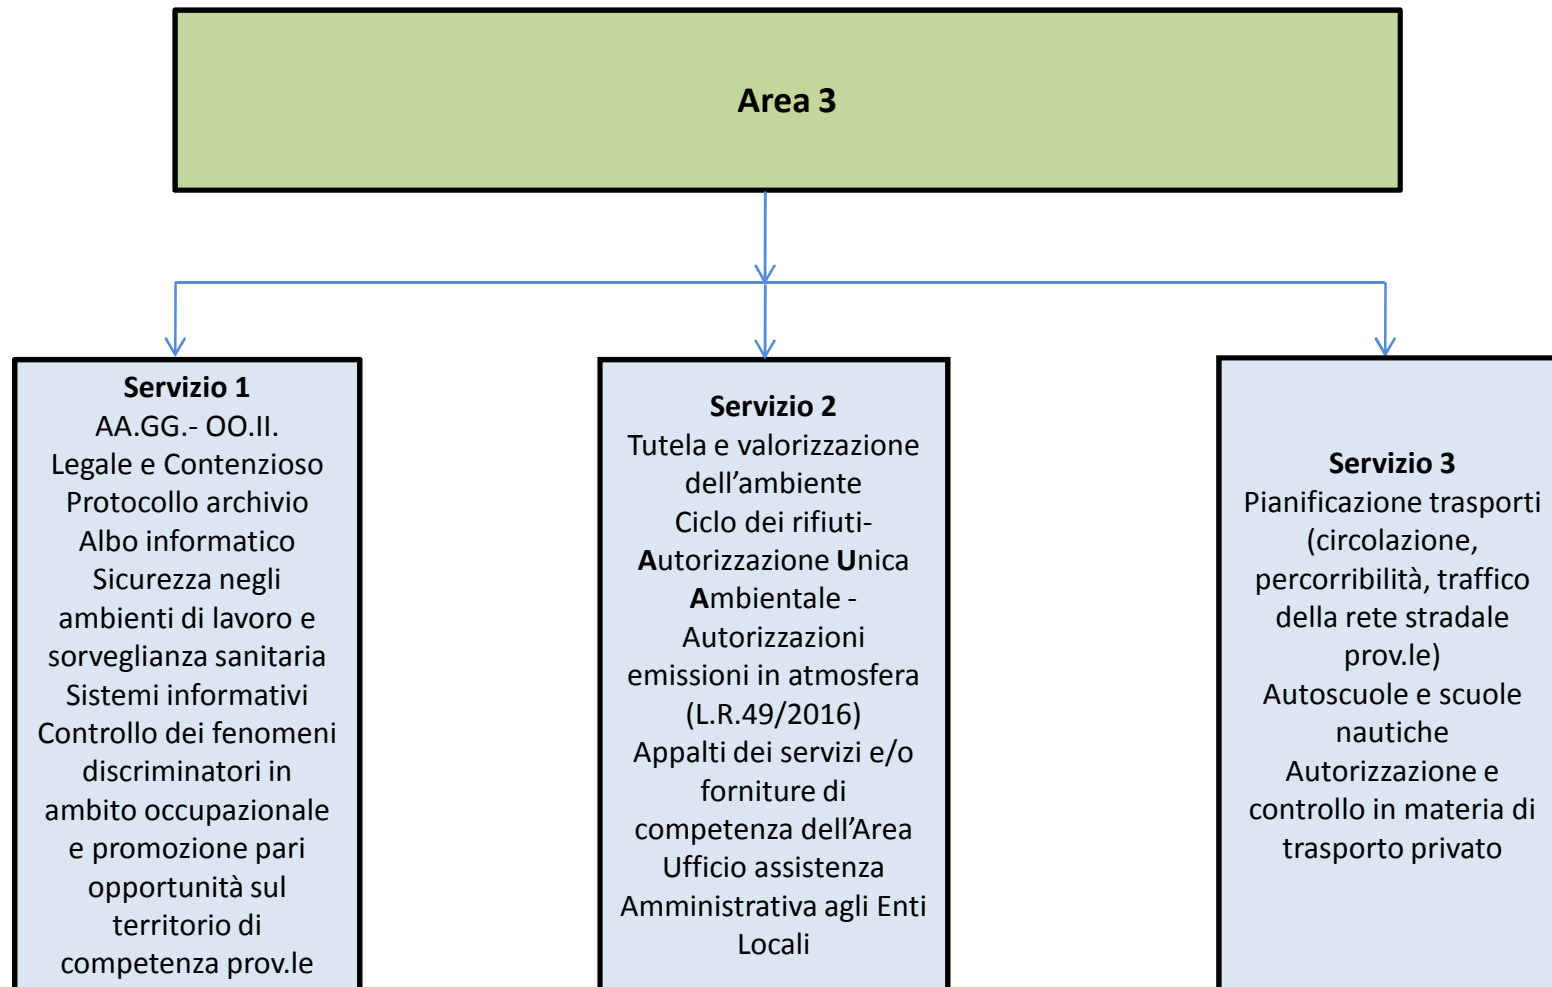 Area 3
Servizio 1
AA.GG.- OO.II.
Legale e Contenzioso
Protocollo archivio
Albo informatico
Sicurezza negli
ambienti di lavoro e
sorveglianza sanitaria
Sistemi informativi
Controllo dei fenomeni
discriminatori in
ambito occupazionale
e promozione pari
opportunità sul
territorio di
competenza prov.le
Servizio 2
Tutela e valorizzazione
dell’ambiente
Ciclo dei rifiuti-
Autorizzazione Unica
Ambientale -
Autorizzazioni
emissioni in atmosfera
(L.R.49/2016)
Appalti dei servizi e/o
forniture di
competenza dell’Area
Ufficio assistenza
Amministrativa agli Enti
Locali
Servizio 3
Pianificazione trasporti
(circolazione,
percorribilità, traffico
della rete stradale
prov.le)
Autoscuole e scuole
nautiche
Autorizzazione e
controllo in materia di
trasporto privato